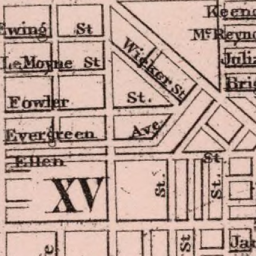 Ewing St
Keeno
McReyno
Wicker St
LeMoyne St
Julia
Brig
Fowler St.
Evergreen Ave
Ellen St
XV
St.
St.
St
Jan
e